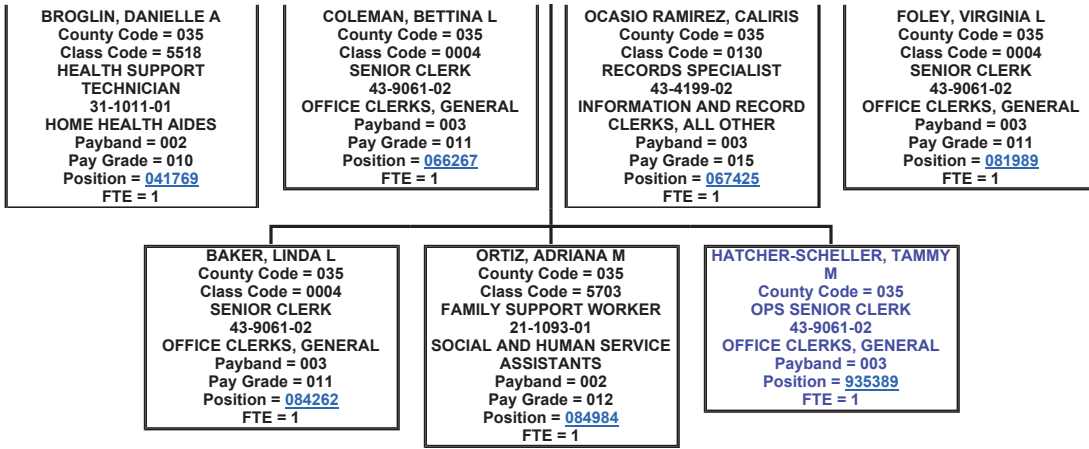 BROGLIN, DANIELLE A
County Code = 035
Class Code = 5518
HEALTH SUPPORT
TECHNICIAN
31-1011-01
HOME HEALTH AIDES
Payband = 002
Pay Grade = 010
Position = 041769
FTE = 1
COLEMAN, BETTINA L
County Code = 035
Class Code = 0004
SENIOR CLERK
43-9061-02
OFFICE CLERKS, GENERAL
Payband = 003
Pay Grade = 011
Position = 066267
FTE = 1
OCASIO RAMIREZ, CALIRIS
County Code = 035
Class Code = 0130
RECORDS SPECIALIST
43-4199-02
INFORMATION AND RECORD
CLERKS, ALL OTHER
Payband = 003
Pay Grade = 015
Position = 067425
FTE = 1
FOLEY, VIRGINIA L
County Code = 035
Class Code = 0004
SENIOR CLERK
43-9061-02
OFFICE CLERKS, GENERAL
Payband = 003
Pay Grade = 011
Position = 081989
FTE = 1
BAKER, LINDA L
County Code = 035
Class Code = 0004
SENIOR CLERK
43-9061-02
OFFICE CLERKS, GENERAL
Payband = 003
Pay Grade = 011
Position = 084262
FTE = 1
ORTIZ, ADRIANA M
County Code = 035
Class Code = 5703
FAMILY SUPPORT WORKER
21-1093-01
SOCIAL AND HUMAN SERVICE
ASSISTANTS
Payband = 002
Pay Grade = 012
Position = 084984
FTE = 1
HATCHER-SCHELLER, TAMMY
M
County Code = 035
OPS SENIOR CLERK
43-9061-02
OFFICE CLERKS, GENERAL
Payband = 003
Position = 935389
FTE = 1